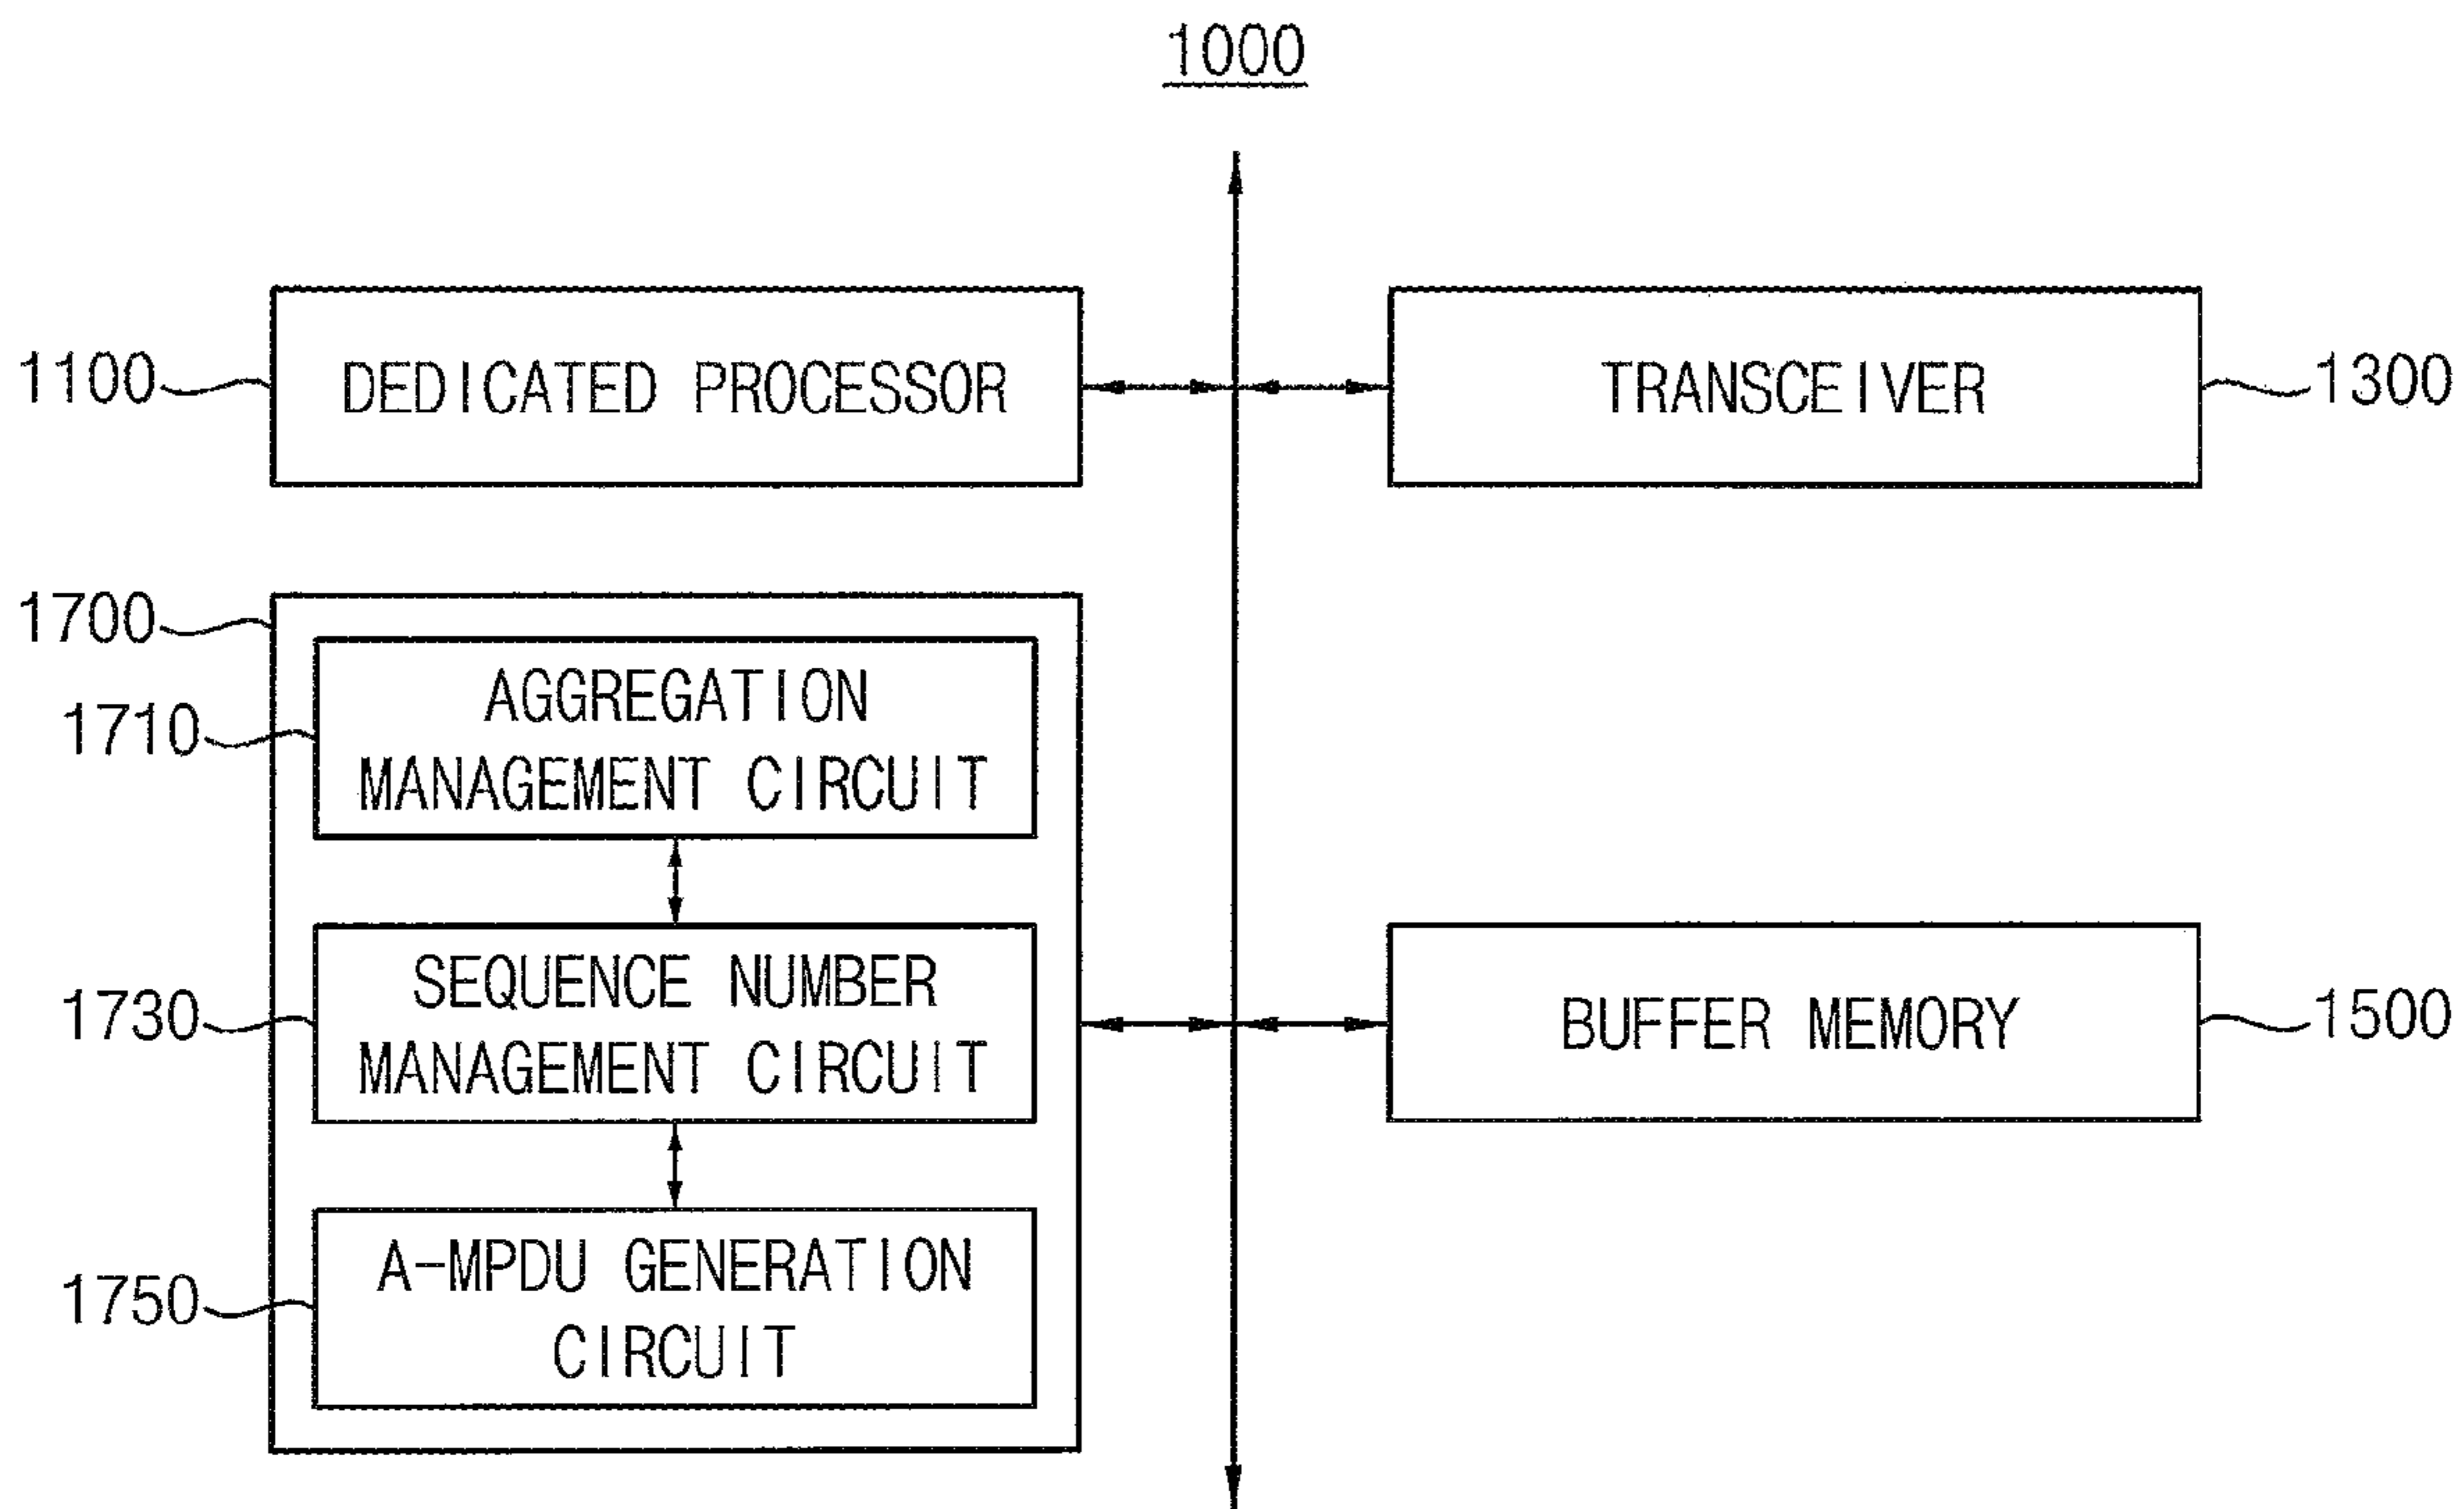 1000
1100
DEDICATED PROCESSOR
TRANSCEIVER
1300
1700
1710
AGGREGATION
MANAGEMENT CIRCUIT
1730
SEQUENCE NUMBER
MANAGEMENT CIRCUIT
BUFFER MEMORY
1500
1750
A-MPDU GENERATION
CIRCUIT